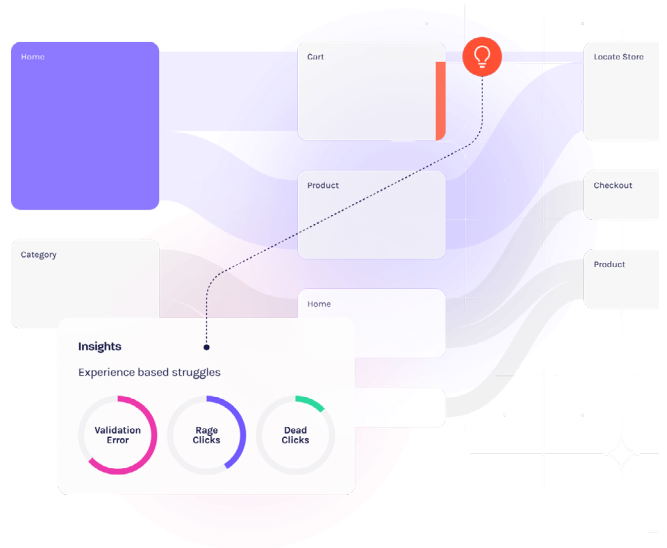 Home
Cart
Locate Store
Product
Checkout
Category
Product
Home
Insights
Experience based struggles
Validation
Error
Rage
Clicks
Dead
Clicks